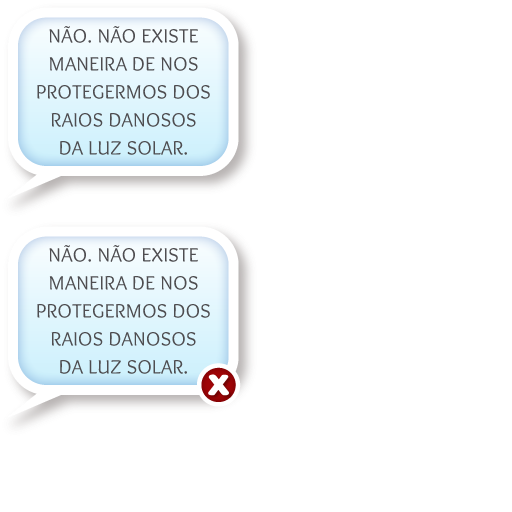 NÃO. NÃO EXISTE
MANEIRA DE NOS
PROTEGERMOS DOS
RAIOS DANOSOS
DA LUZ SOLAR.
NÃO. NÃO EXISTE
MANEIRA DE NOS
PROTEGERMOS DOS
RAIOS DANOSOS
DA LUZ SOLAR.